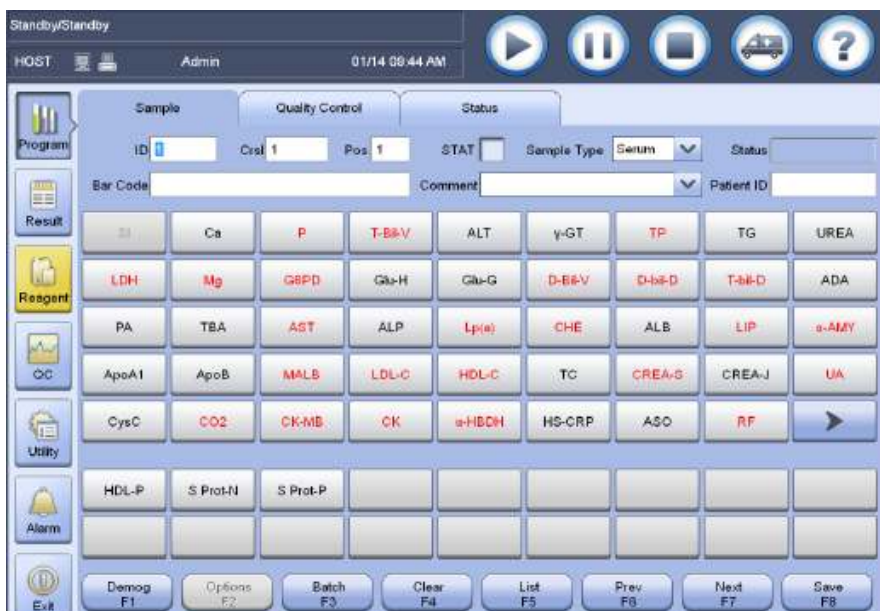 Standby/Standby
HOST Admin 01/14 08:44 AM
?
Sample Quality Control Status
Program
ID 1 Crsl 1 Pos 1 STAT Sample Type Serum Status
Bar Code Comment Patient ID
Result
Ca P T-Bil-V ALT γ-GT TP TG UREA
LDH Mg G6PD Glu-H Glu-G D-Bil-V D-bil-D T-bil-D ADA
Reagent
PA TBA AST ALP Lp(a) CHE ALB LIP α-AMY
QC
ApoA1 ApoB MALB LDL-C HDL-C TC CREA-S CREA-J UA
CysC CO2 CK-MB CK α-HBDH HS-CRP ASO RF
Utility
HDL-P S Prot-N S Prot-P
Alarm
Exit
Demog Options Batch Clear List Prev Next Save
F1 F2 F3 F4 F5 F6 F7 F8